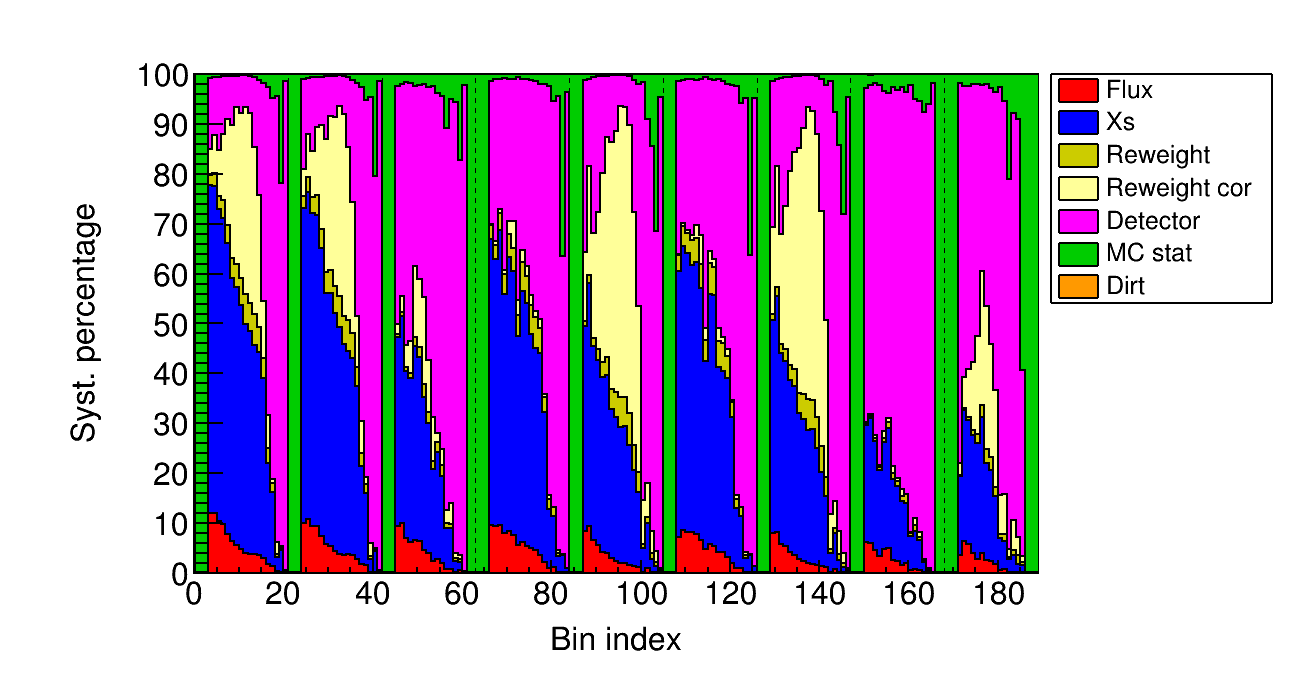 Syst. percentage
100
90
80
70
60
50
40
30
20
10
0
0 20 40 60 80 100 120 140 160 180
Bin index
Flux
Xs
Reweight
Reweight cor
Detector
MC stat
Dirt